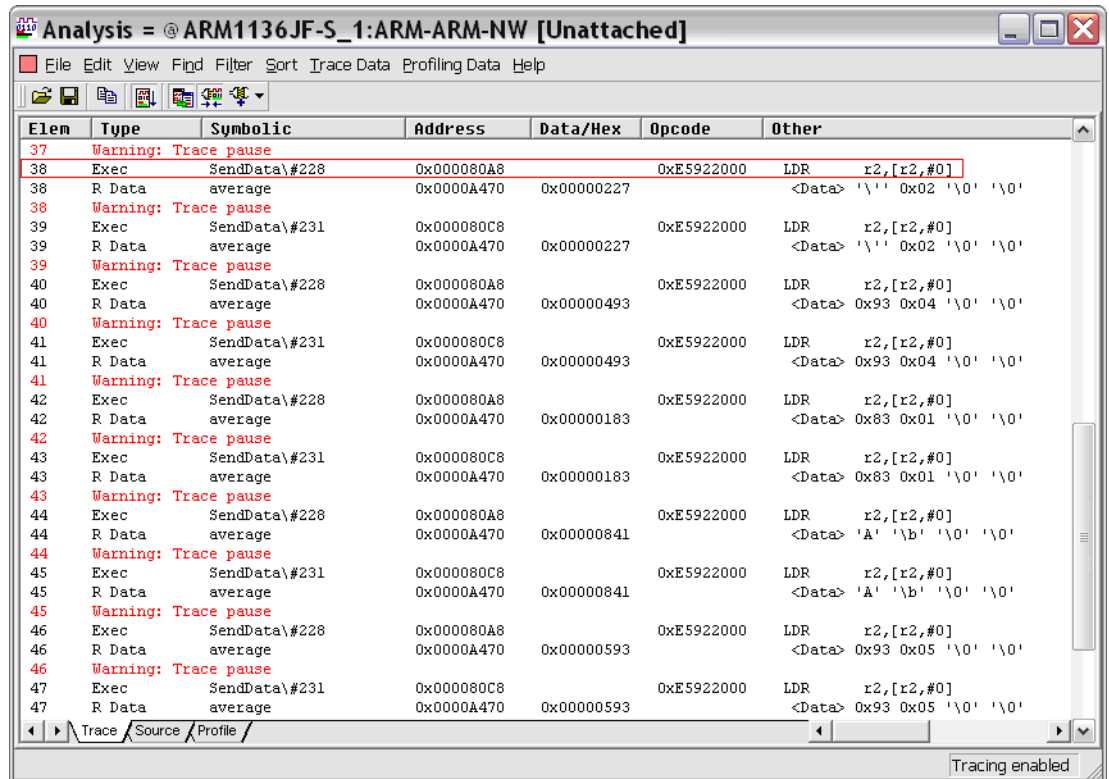 Analysis = @ARM1136JF-S_1:ARM-ARM-NW [Unattached]
File Edit View Find Filter Sort Trace Data Profiling Data Help
Elem Type Symbolic Address Data/Hex Opcode Other
37 Warning: Trace pause
38 Exec SendData\#228 0x000080A8 0xE5922000 LDR r2,[r2,#0]
38 R Data average 0x0000A470 0x00000227 <Data> '\'' 0x02 '\0' '\0'
38 Warning: Trace pause
39 Exec SendData\#231 0x000080C8 0xE5922000 LDR r2,[r2,#0]
39 R Data average 0x0000A470 0x00000227 <Data> '\'' 0x02 '\0' '\0'
39 Warning: Trace pause
40 Exec SendData\#228 0x000080A8 0xE5922000 LDR r2,[r2,#0]
40 R Data average 0x0000A470 0x00000493 <Data> 0x93 0x04 '\0' '\0'
40 Warning: Trace pause
41 Exec SendData\#231 0x000080C8 0xE5922000 LDR r2,[r2,#0]
41 R Data average 0x0000A470 0x00000493 <Data> 0x93 0x04 '\0' '\0'
41 Warning: Trace pause
42 Exec SendData\#228 0x000080A8 0xE5922000 LDR r2,[r2,#0]
42 R Data average 0x0000A470 0x00000183 <Data> 0x83 0x01 '\0' '\0'
42 Warning: Trace pause
43 Exec SendData\#231 0x000080C8 0xE5922000 LDR r2,[r2,#0]
43 R Data average 0x0000A470 0x00000183 <Data> 0x83 0x01 '\0' '\0'
43 Warning: Trace pause
44 Exec SendData\#228 0x000080A8 0xE5922000 LDR r2,[r2,#0]
44 R Data average 0x0000A470 0x00000841 <Data> 'A' '\b' '\0' '\0'
44 Warning: Trace pause
45 Exec SendData\#231 0x000080C8 0xE5922000 LDR r2,[r2,#0]
45 R Data average 0x0000A470 0x00000841 <Data> 'A' '\b' '\0' '\0'
45 Warning: Trace pause
46 Exec SendData\#228 0x000080A8 0xE5922000 LDR r2,[r2,#0]
46 R Data average 0x0000A470 0x00000593 <Data> 0x93 0x05 '\0' '\0'
46 Warning: Trace pause
47 Exec SendData\#231 0x000080C8 0xE5922000 LDR r2,[r2,#0]
47 R Data average 0x0000A470 0x00000593 <Data> 0x93 0x05 '\0' '\0'
Trace Source Profile
Tracing enabled